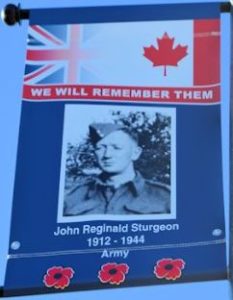 WE WILL REMEMBER THEM
John Reginald Sturgeon
1912 - 1944
Army